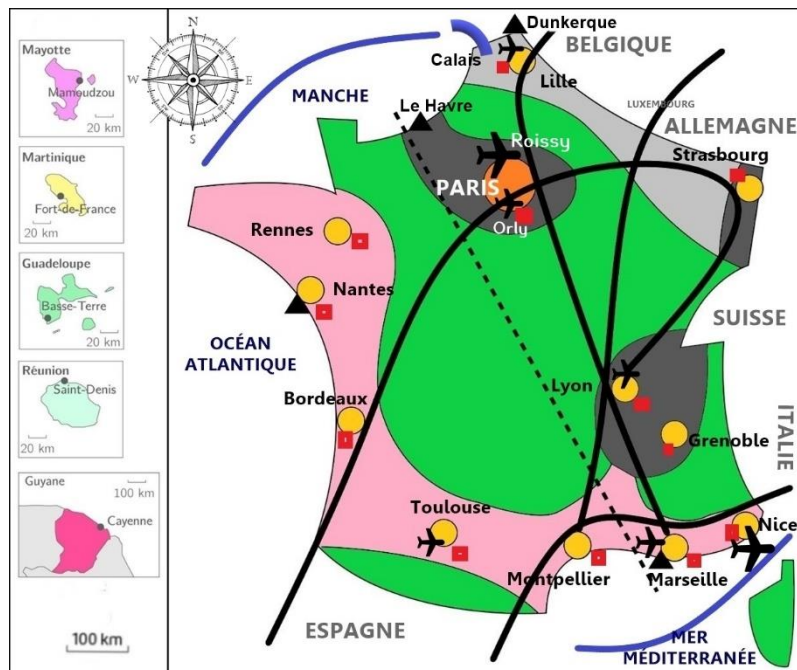 Mayotte
Mamoudzou
20 km
Martinique
Fort-de-France
20 km
Guadeloupe
Basse-Terre
20 km
Réunion
Saint-Denis
20 km
Guyane
100 km
Cayenne
100 km
N
W
E
S
Dunkerque
BELGIQUE
Calais
Lille
MANCHE
LUXEMBOURG
Le Havre
ALLEMAGNE
Roissy
Strasbourg
PARIS
Orly
Rennes
Nantes
SUISSE
OCÉAN
ATLANTIQUE
Lyon
Bordeaux
ITALIE
Grenoble
Toulouse
Nice
Montpellier
Marseille
ESPAGNE
MER
MÉDITERRANÉE